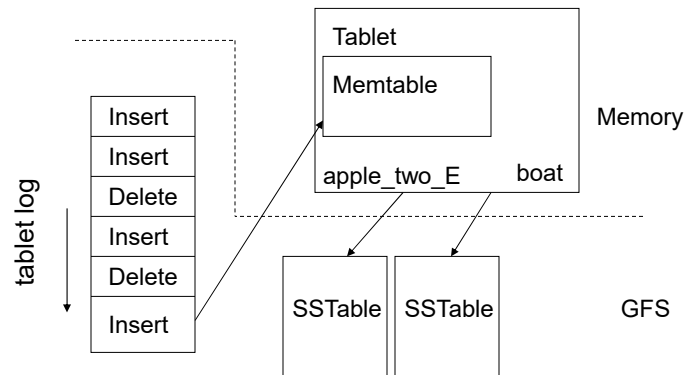 Tablet
Memtable
Memory
apple_two_E
boat
tablet log
Insert
Insert
Delete
Insert
Delete
Insert
SSTable
SSTable
GFS